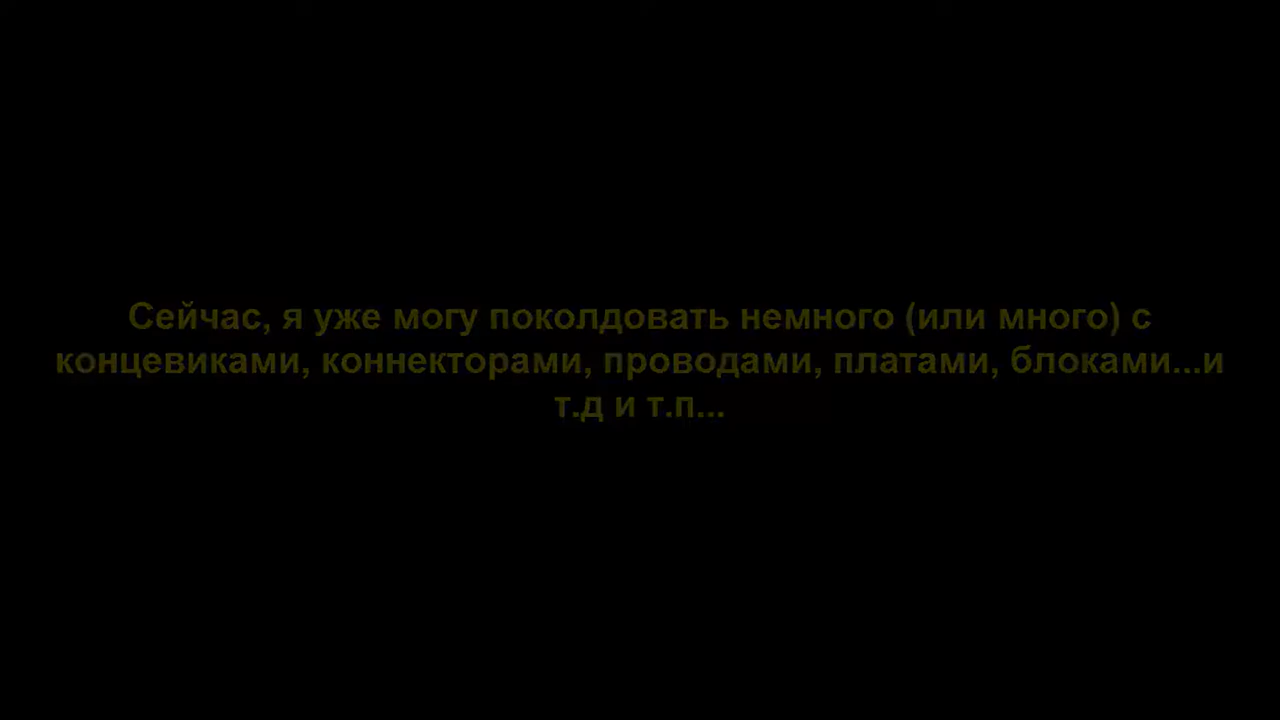 Сейчас, я уже могу поколдовать немного (или много) с
концевиками, коннекторами, проводами, платами, блоками...и
т.д и т.п...